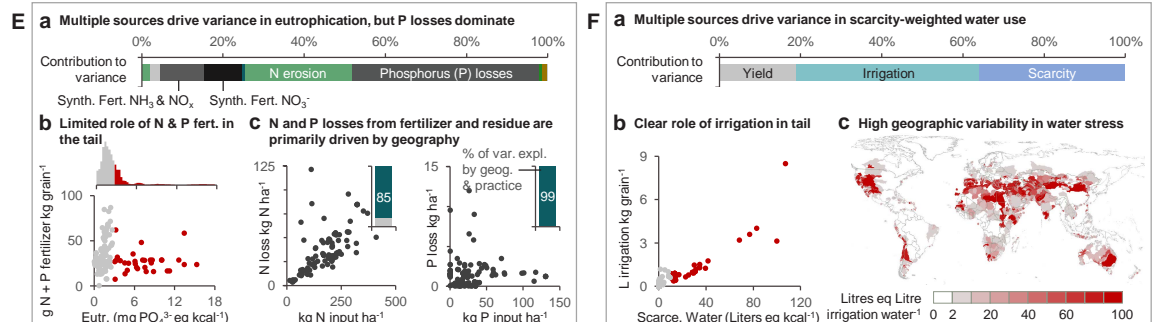 E
a Multiple sources drive variance in eutrophication, but P losses dominate
0% 20% 40% 60% 80% 100%
Contribution to
variance
N erosion
Phosphorus (P) losses
Synth. Fert. NH3 & NOx
Synth. Fert. NO3-
b Limited role of N & P fert. in
the tail
g N + P fertilizer kg grain-1
100
50
0
0 6 12 18
Eutr. (mg PO43- eq kcal-1)
c N and P losses from fertilizer and residue are
primarily driven by geography
N loss kg N ha-1
125
100
75
50
25
0
0 250 500
kg N input ha-1
85
% of var. expl.
by geog.
& practice
P loss kg ha-1
15
12
9
6
3
0
0 50 100 150
kg P input ha-1
99
F
a Multiple sources drive variance in scarcity-weighted water use
0% 20% 40% 60% 80% 100%
Contribution to
variance
Yield
Irrigation
Scarcity
b Clear role of irrigation in tail
L irrigation kg grain-1
9
6
3
0
0 40 80 120
Scarce. Water (Liters eq kcal-1)
c High geographic variability in water stress
Litres eq Litre
irrigation water-1
0 2 20 40 60 100